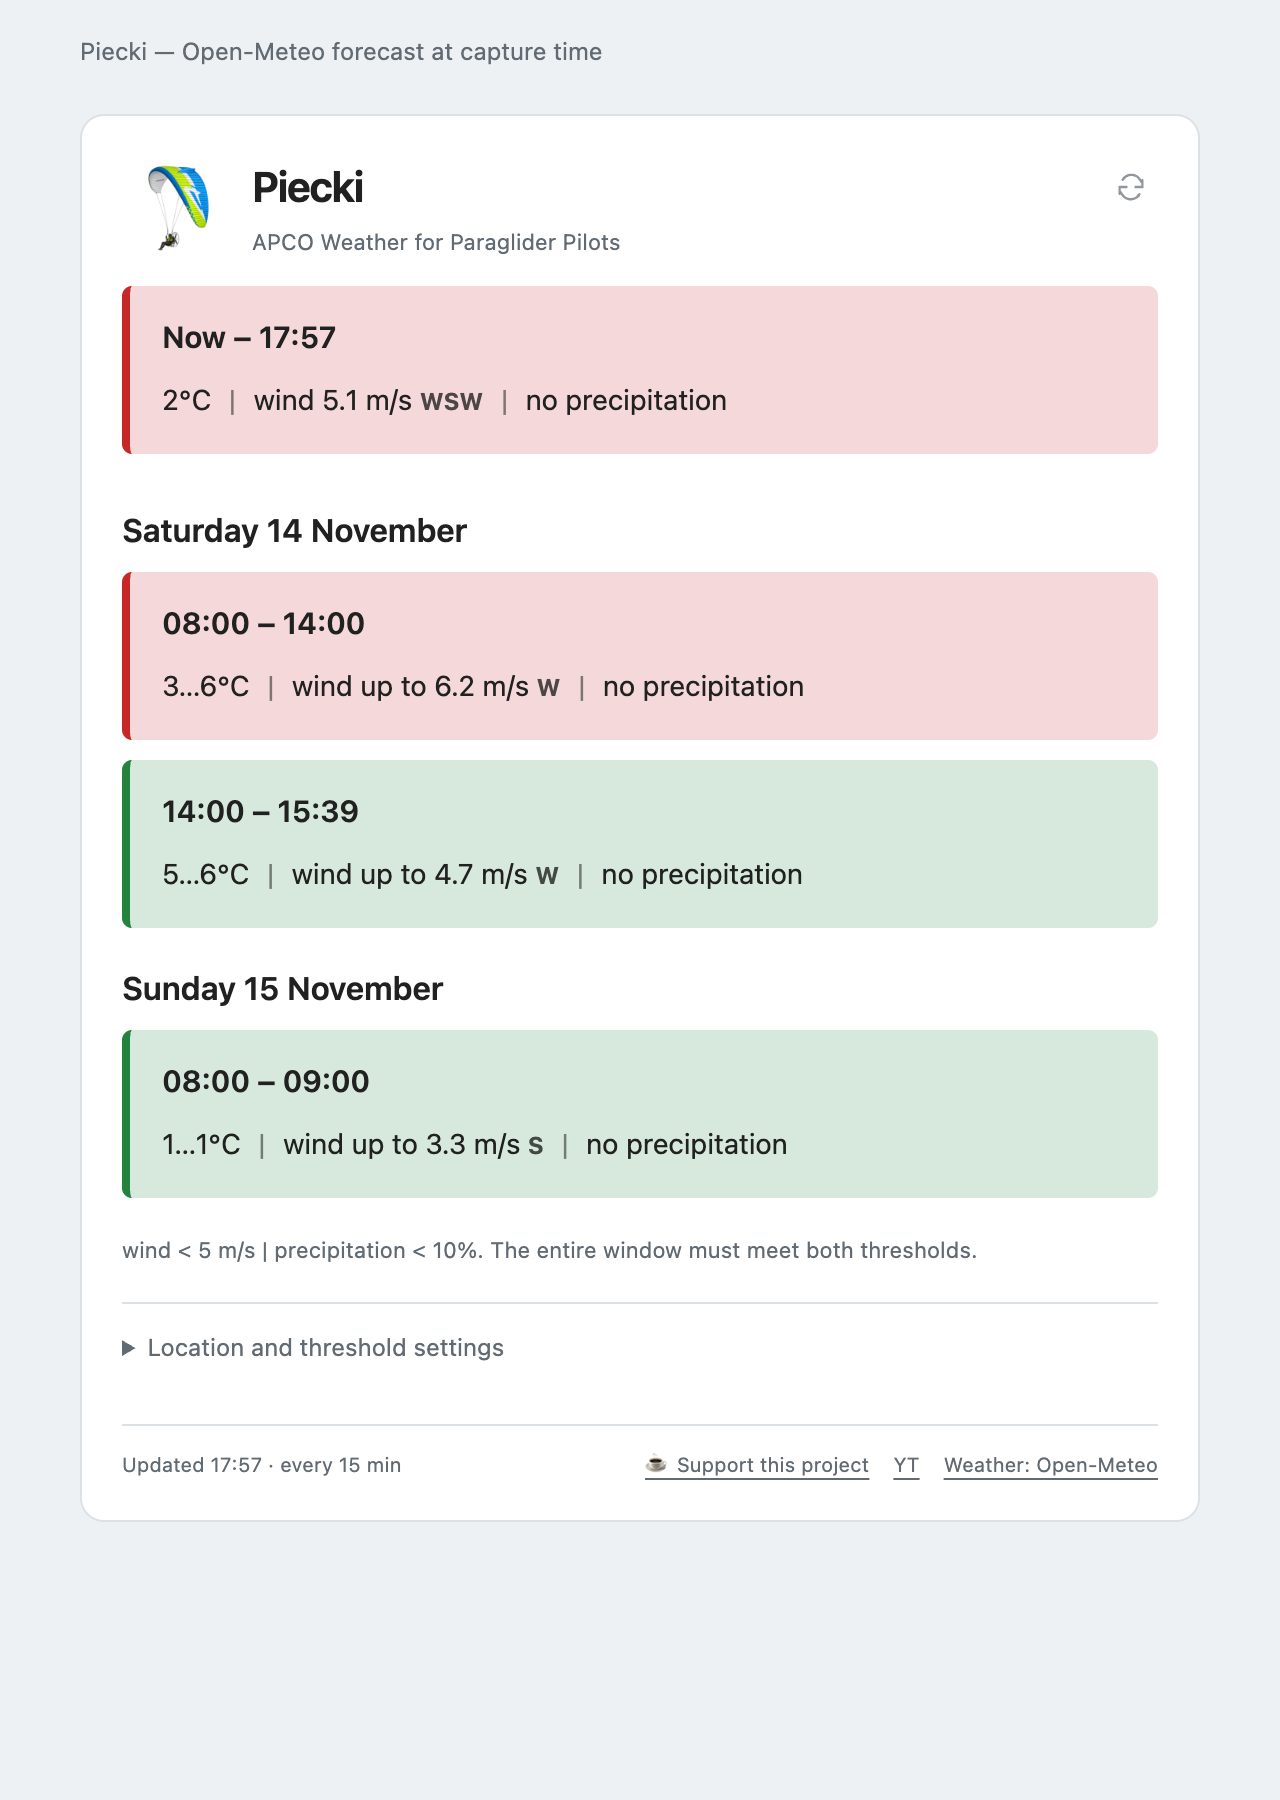 Piecki — Open-Meteo forecast at capture time
Piecki
APCO Weather for Paraglider Pilots
Now – 17:57
2°C | wind 5.1 m/s WSW | no precipitation
Saturday 14 November
08:00 – 14:00
3…6°C | wind up to 6.2 m/s W | no precipitation
14:00 – 15:39
5…6°C | wind up to 4.7 m/s W | no precipitation
Sunday 15 November
08:00 – 09:00
1…1°C | wind up to 3.3 m/s S | no precipitation
wind < 5 m/s | precipitation < 10%. The entire window must meet both thresholds.
▶ Location and threshold settings
Updated 17:57 · every 15 min ☕ Support this project YT Weather: Open-Meteo